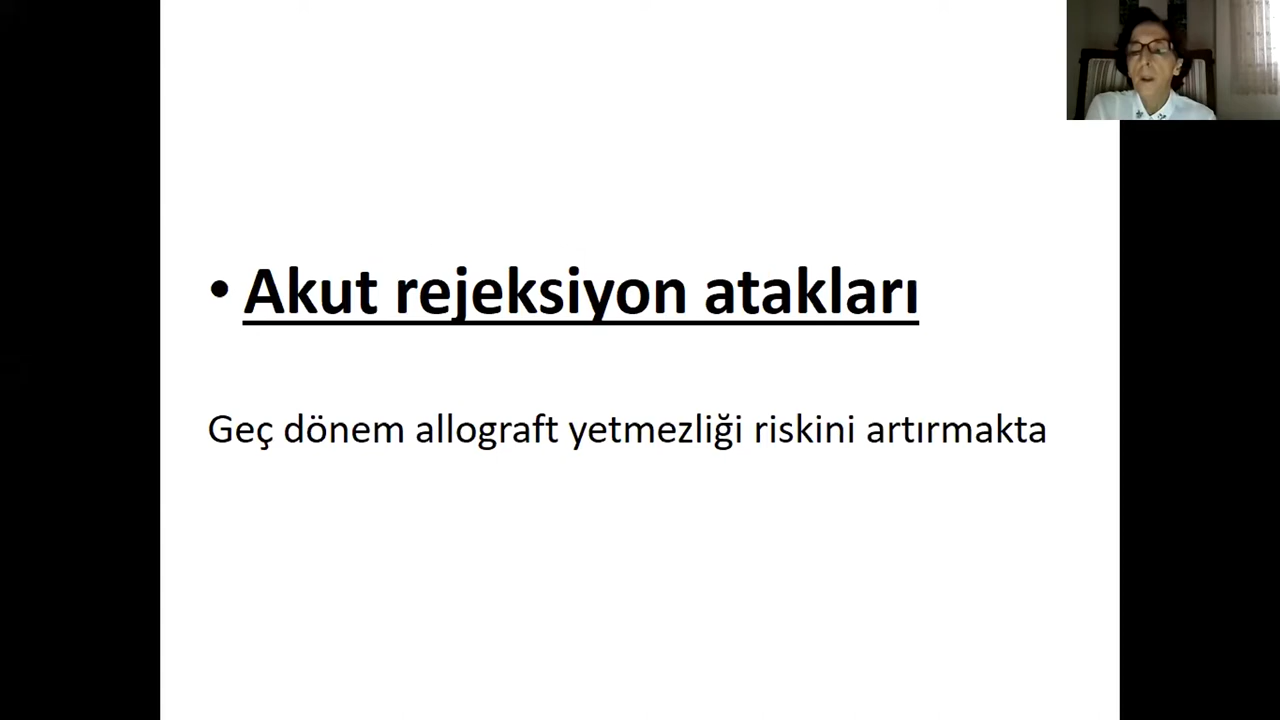 • Akut rejeksiyon atakları
Geç dönem allograft yetmezliği riskini artırmakta